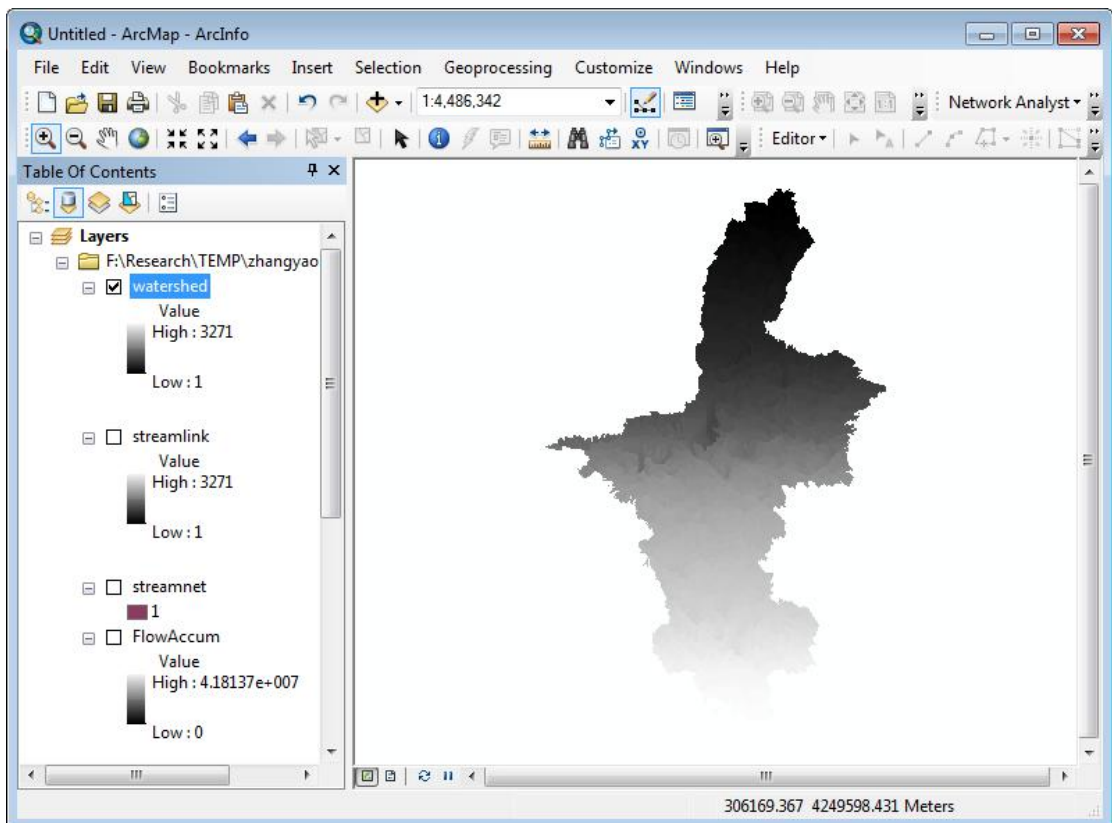 Untitled - ArcMap - ArcInfo
File Edit View Bookmarks Insert Selection Geoprocessing Customize Windows Help
1:4,486,342
Network Analyst
Editor
Table Of Contents
Layers
F:\Research\TEMP\zhangyao
watershed
Value
High : 3271
Low : 1
streamlink
Value
High : 3271
Low : 1
streamnet
1
FlowAccum
Value
High : 4.18137e+007
Low : 0
306169.367 4249598.431 Meters